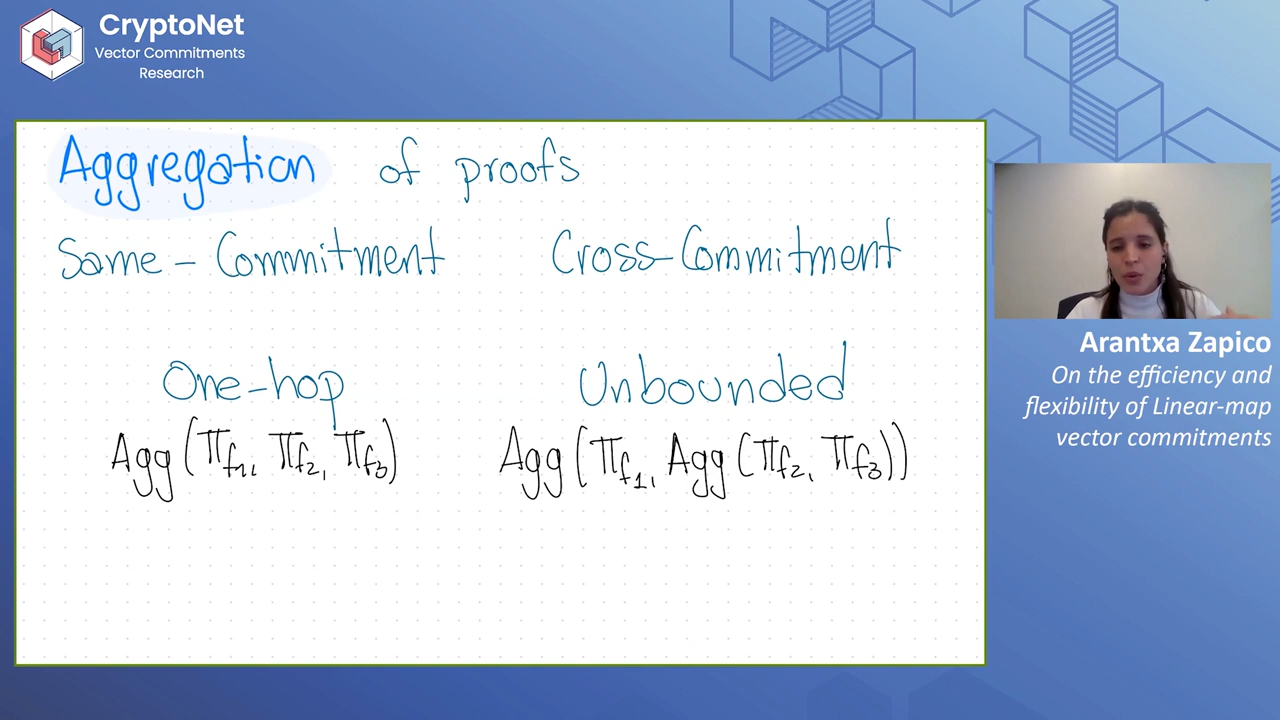 CryptoNet
Vector Commitments
Research
Aggregation of proofs
Same-Commitment Cross-Commitment
One-hop Unbounded
Agg(πf1, πf2, πf3) Agg(πf1, Agg(πf2, πf3))
Arantxa Zapico
On the efficiency and
flexibility of Linear-map
vector commitments